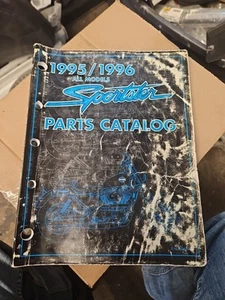 1995/1996
ALL MODELS
Sportster
PARTS CATALOG